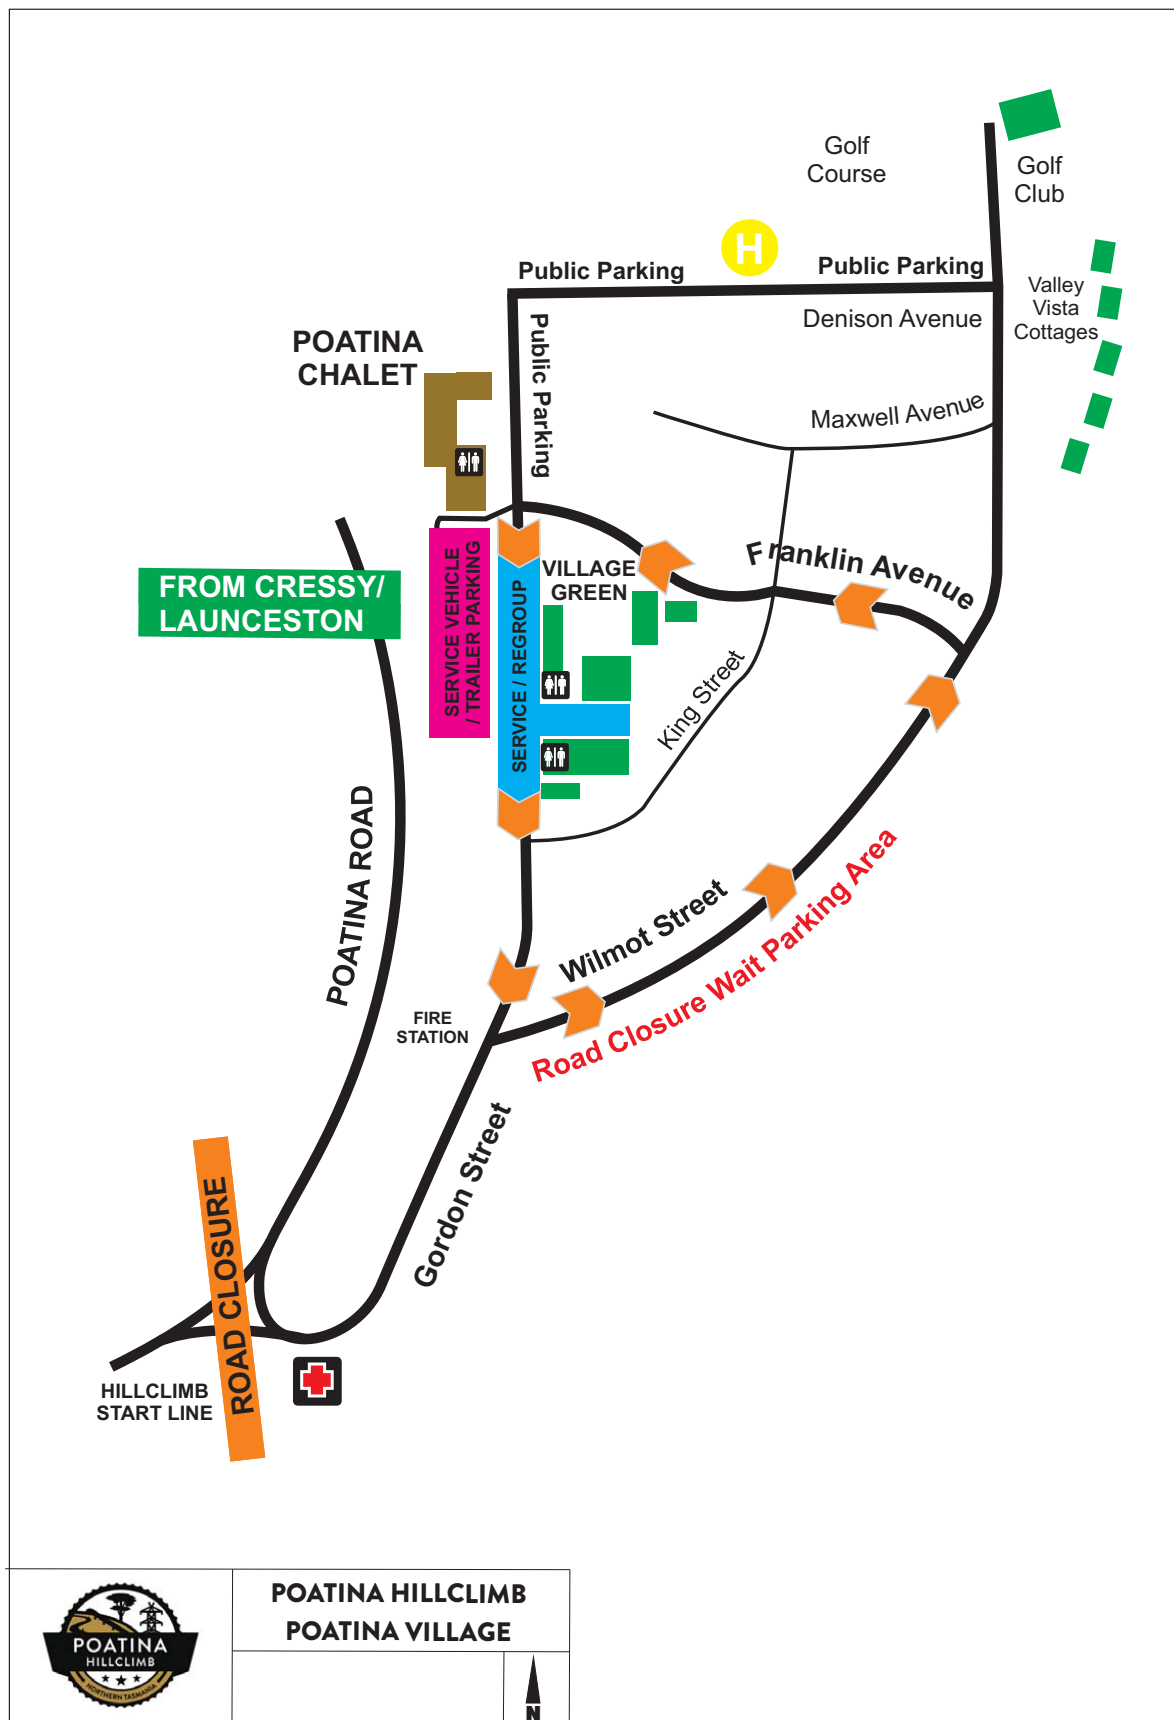 Golf
Course
Golf
Club
H
Public Parking
Public Parking
Valley
Vista
Cottages
Denison Avenue
Public Parking
POATINA
CHALET
Maxwell Avenue
Franklin Avenue
FROM CRESSY/
LAUNCESTON
SERVICE VEHICLE
/ TRAILER PARKING
SERVICE / REGROUP
VILLAGE
GREEN
King Street
POATINA ROAD
Wilmot Street
Road Closure Wait Parking Area
FIRE
STATION
Gordon Street
ROAD CLOSURE
HILLCLIMB
START LINE
POATINA
HILLCLIMB
NORTHERN TASMANIA
POATINA HILLCLIMB
POATINA VILLAGE
N